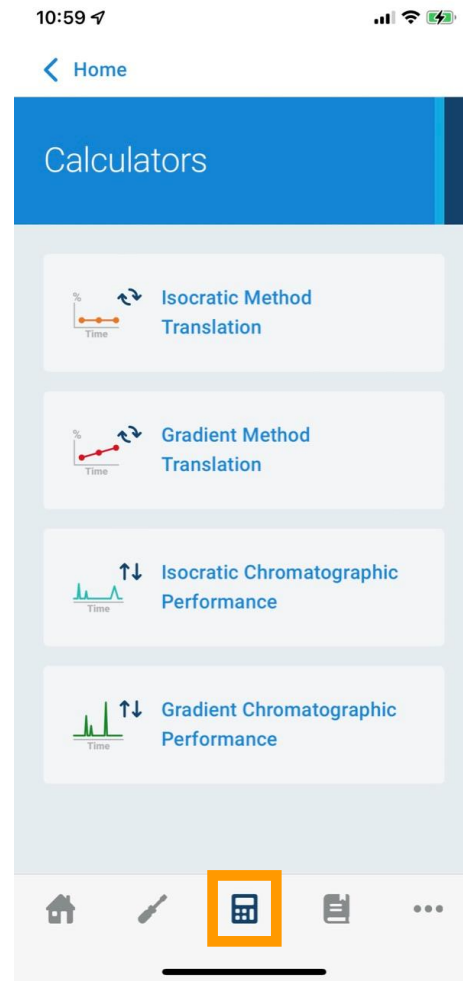 10:59
Home
Calculators
%
Time
Isocratic Method
Translation
%
Time
Gradient Method
Translation
Time
Isocratic Chromatographic
Performance
Time
Gradient Chromatographic
Performance